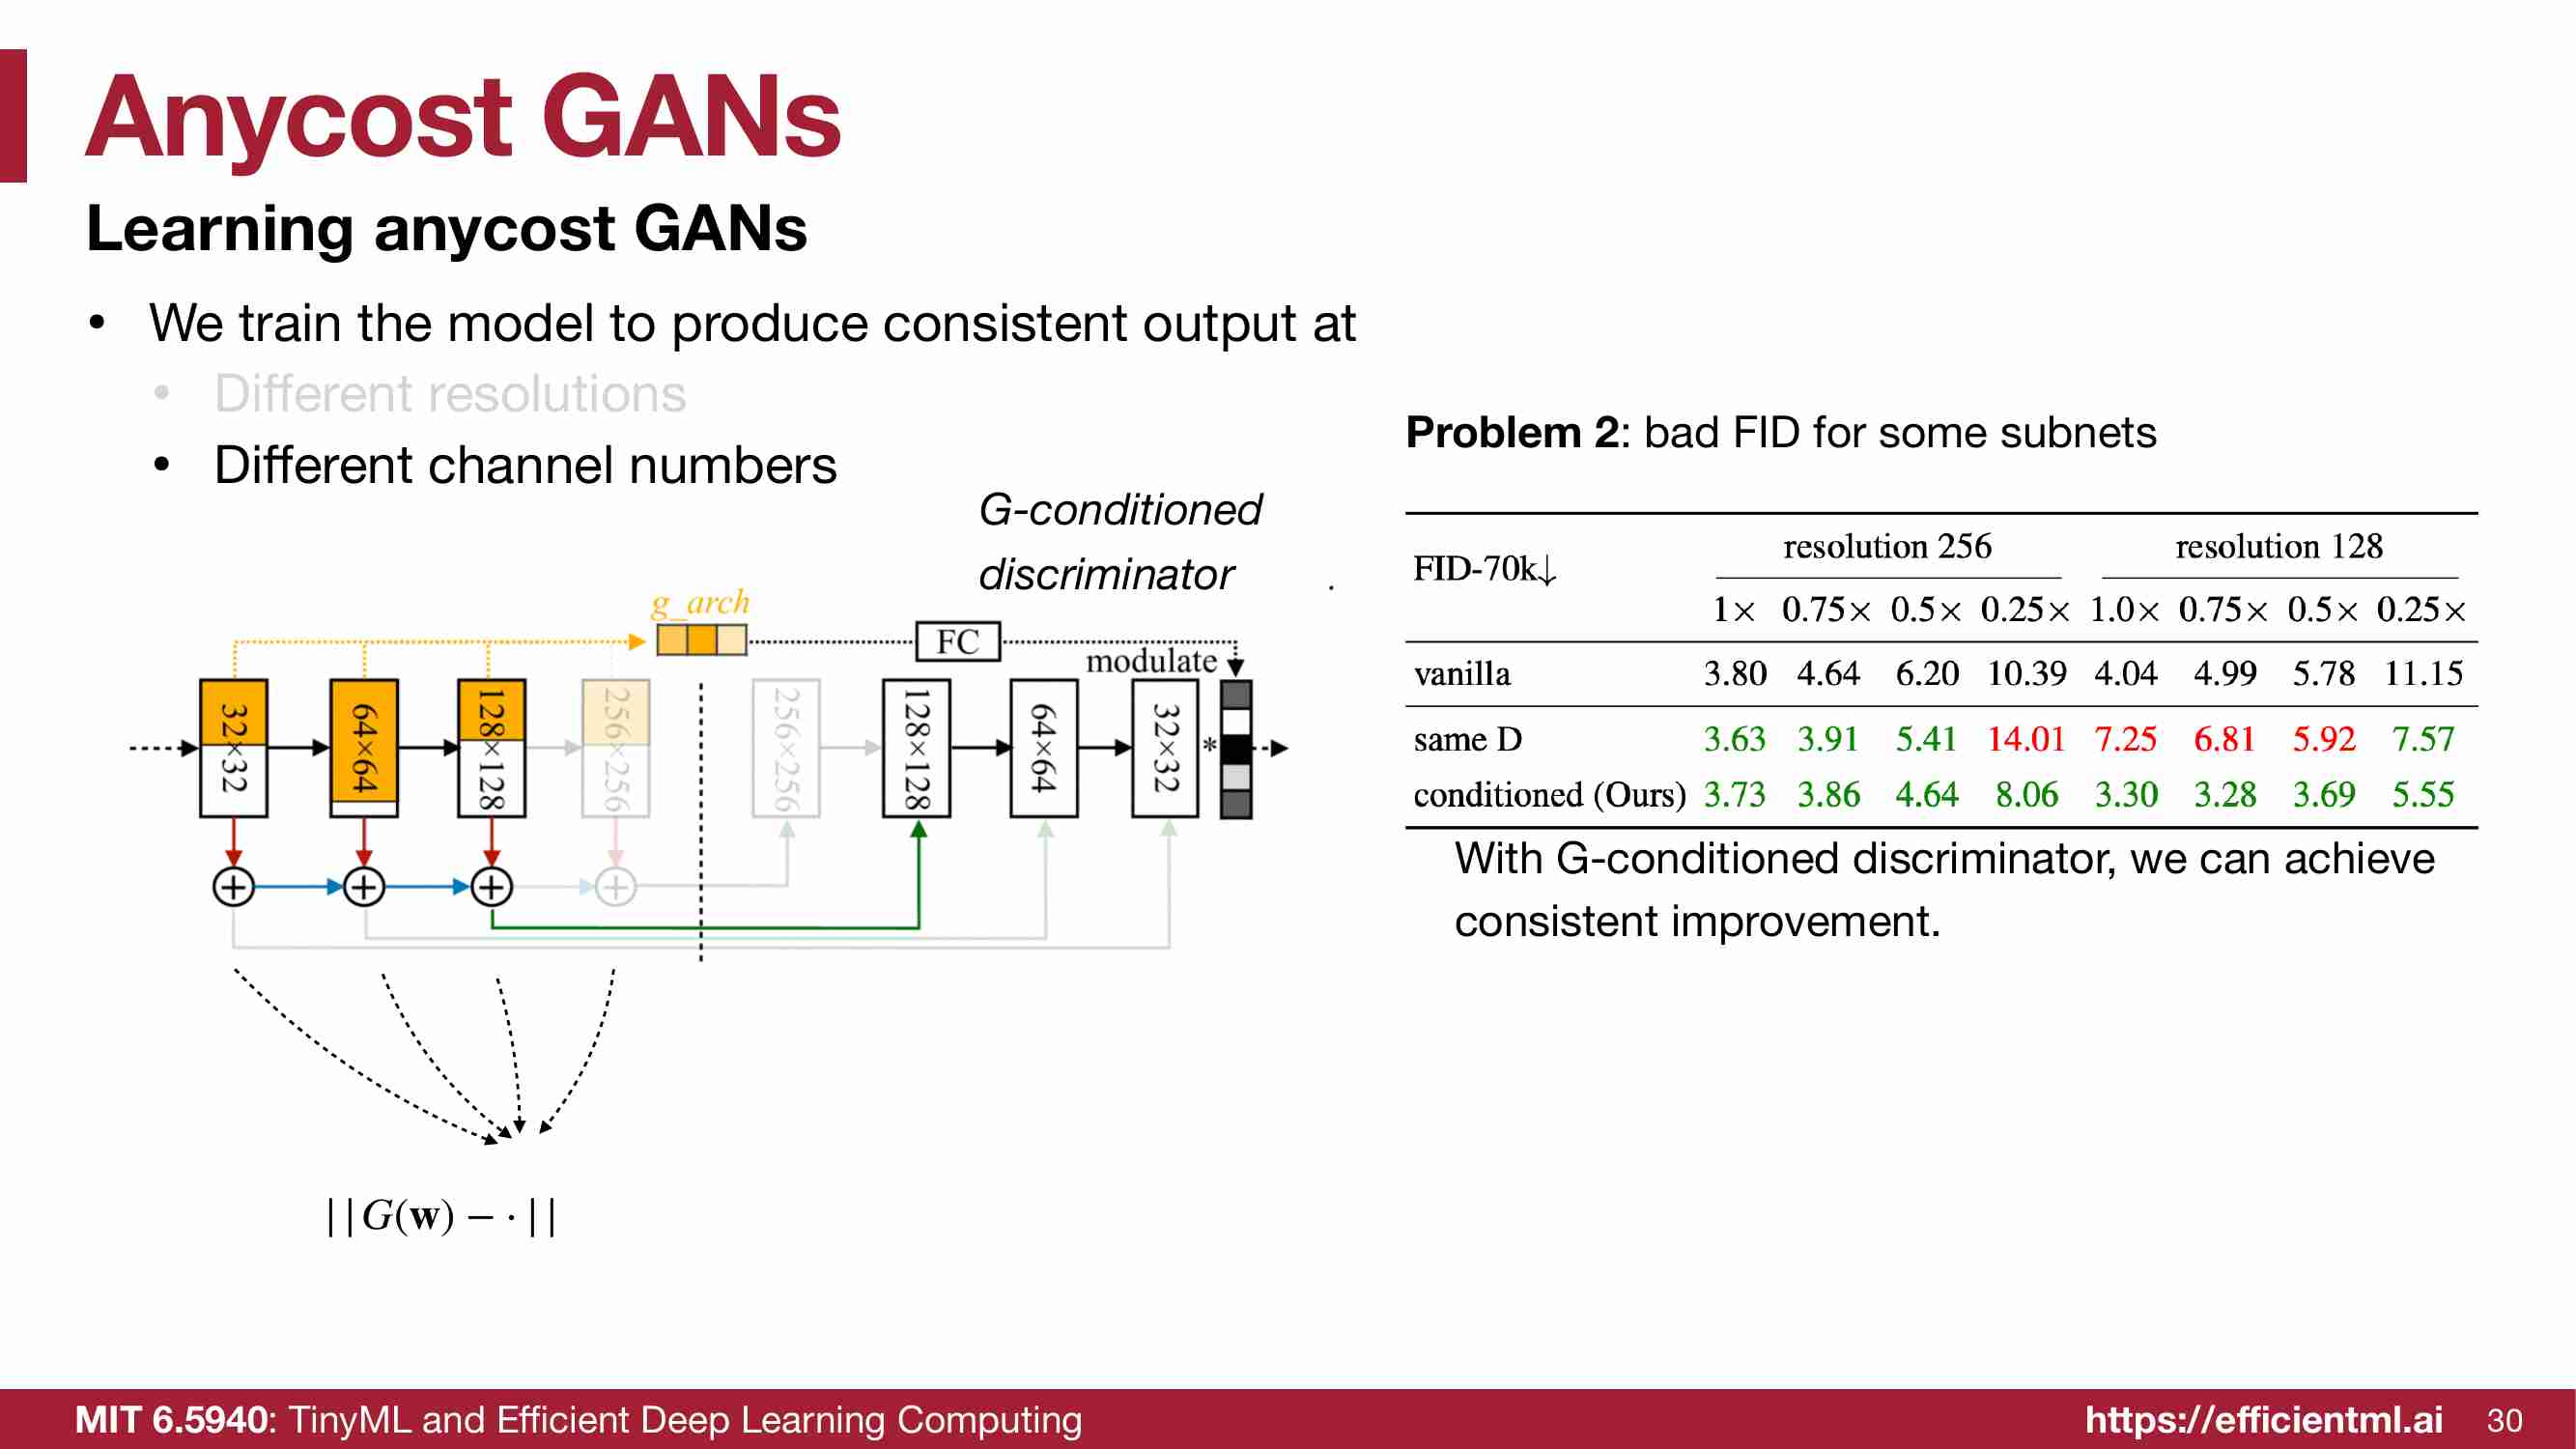 Anycost GANs
Learning anycost GANs
• We train the model to produce consistent output at
• Different resolutions
• Different channel numbers
G-conditioned
discriminator
g_arch
FC
modulate
32×32
64×64
128×128
256×256
256×256
128×128
64×64
32×32
*
||G(w) − · ||
Problem 2: bad FID for some subnets
.
FID-70k↓ resolution 256 resolution 128
1× 0.75× 0.5× 0.25× 1.0× 0.75× 0.5× 0.25×
vanilla 3.80 4.64 6.20 10.39 4.04 4.99 5.78 11.15
same D 3.63 3.91 5.41 14.01 7.25 6.81 5.92 7.57
conditioned (Ours) 3.73 3.86 4.64 8.06 3.30 3.28 3.69 5.55
With G-conditioned discriminator, we can achieve
consistent improvement.
MIT 6.5940: TinyML and Efficient Deep Learning Computing
https://efficientml.ai 30